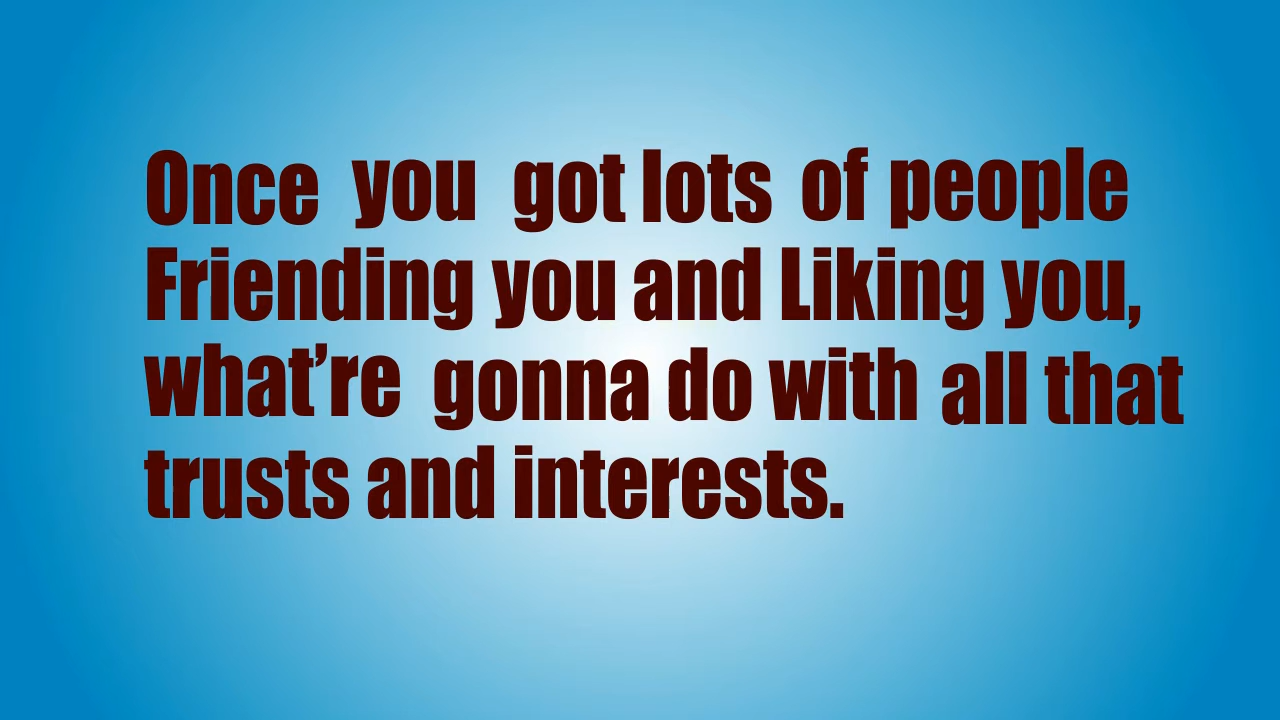 Once you got lots of people
Friending you and Liking you,
what’re gonna do with all that
trusts and interests.